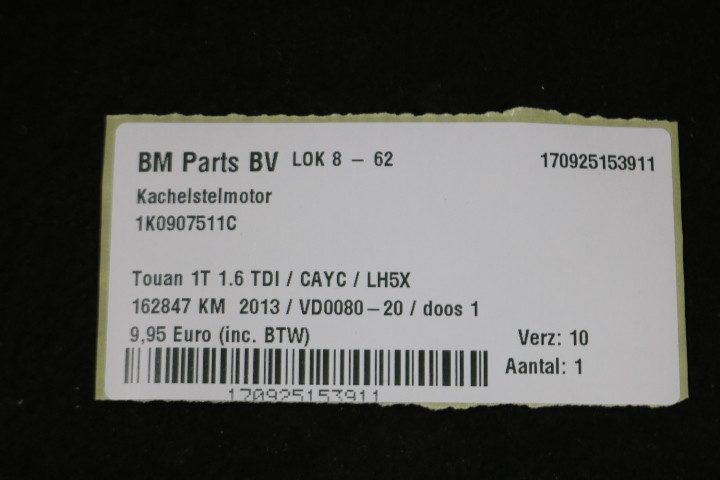 BM Parts BV LOK 8 – 62 170925153911
Kachelstelmotor
1K0907511C
Touan 1T 1.6 TDI / CAYC / LH5X
162847 KM 2013 / VD0080–20 / doos 1
9,95 Euro (inc. BTW) Verz: 10
Aantal: 1
170925153911